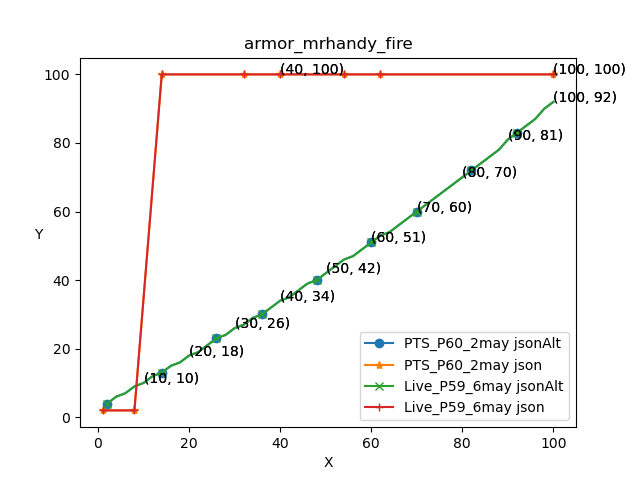 armor_mrhandy_fire
100
80
60
40
20
0
Y
(40, 100)
(100, 100)
(100, 92)
(90, 81)
(80, 70)
(70, 60)
(60, 51)
(50, 42)
(40, 34)
(30, 26)
(20, 18)
(10, 10)
PTS_P60_2may jsonAlt
PTS_P60_2may json
Live_P59_6may jsonAlt
Live_P59_6may json
0 20 40 60 80 100
X